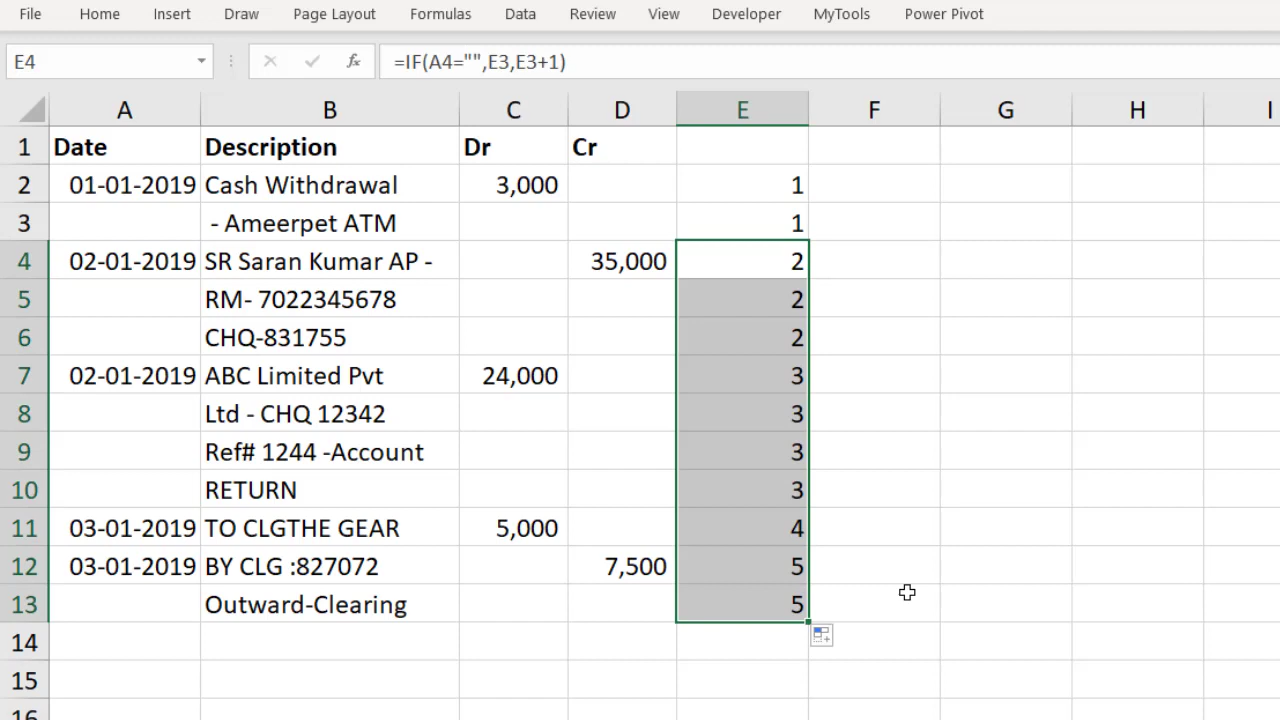 File Home Insert Draw Page Layout Formulas Data Review View Developer MyTools Power Pivot
E4 fx =IF(A4="",E3,E3+1)
A B C D E F G H I
1 Date Description Dr Cr
2 01-01-2019 Cash Withdrawal 3,000 1
3 - Ameerpet ATM 1
4 02-01-2019 SR Saran Kumar AP - 35,000 2
5 RM- 7022345678 2
6 CHQ-831755 2
7 02-01-2019 ABC Limited Pvt 24,000 3
8 Ltd - CHQ 12342 3
9 Ref# 1244 -Account 3
10 RETURN 3
11 03-01-2019 TO CLGTHE GEAR 5,000 4
12 03-01-2019 BY CLG :827072 7,500 5
13 Outward-Clearing 5
14
15
16